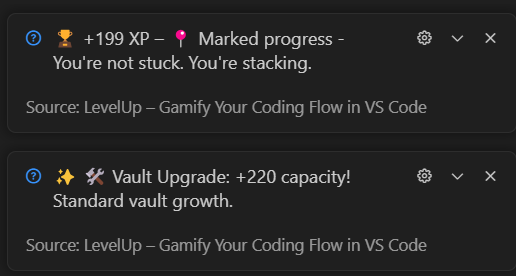 🏆 +199 XP – 📍 Marked progress -
You're not stuck. You're stacking.
Source: LevelUp – Gamify Your Coding Flow in VS Code
✨ 🛠️ Vault Upgrade: +220 capacity!
Standard vault growth.
Source: LevelUp – Gamify Your Coding Flow in VS Code